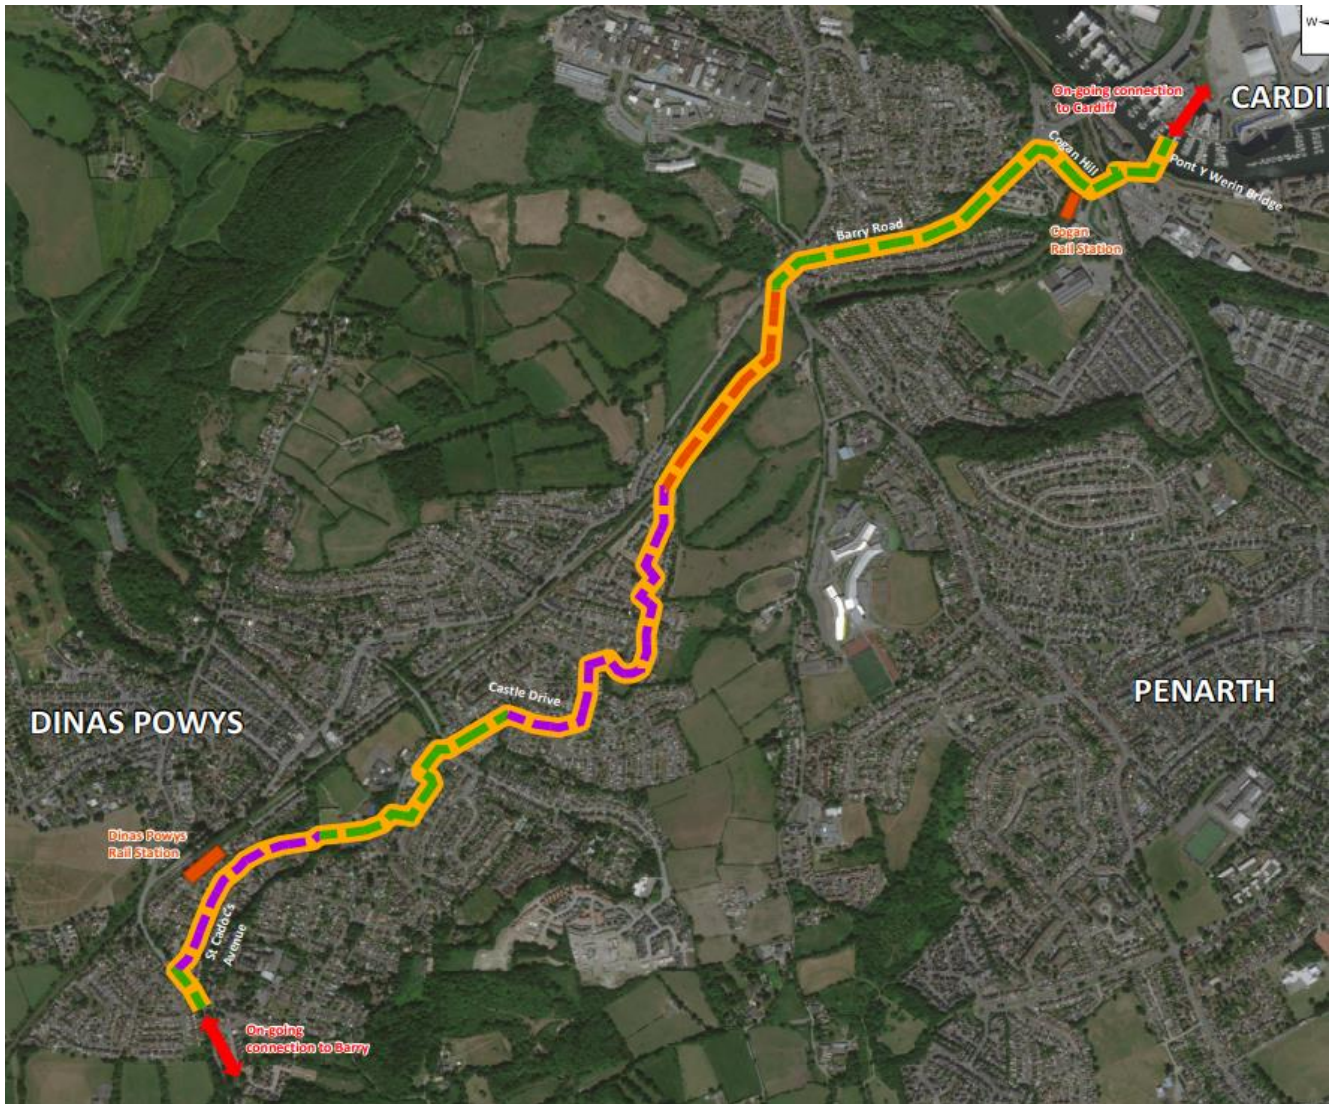 W
On-going connection
to Cardiff
CARDI
Cogan Hill
Pont Y Werin Bridge
Barry Road
Cogan
Rail Station
PENARTH
Castle Drive
DINAS POWYS
Dinas Powys
Rail Station
St Cadoc's
Avenue
On-going
connection to Barry